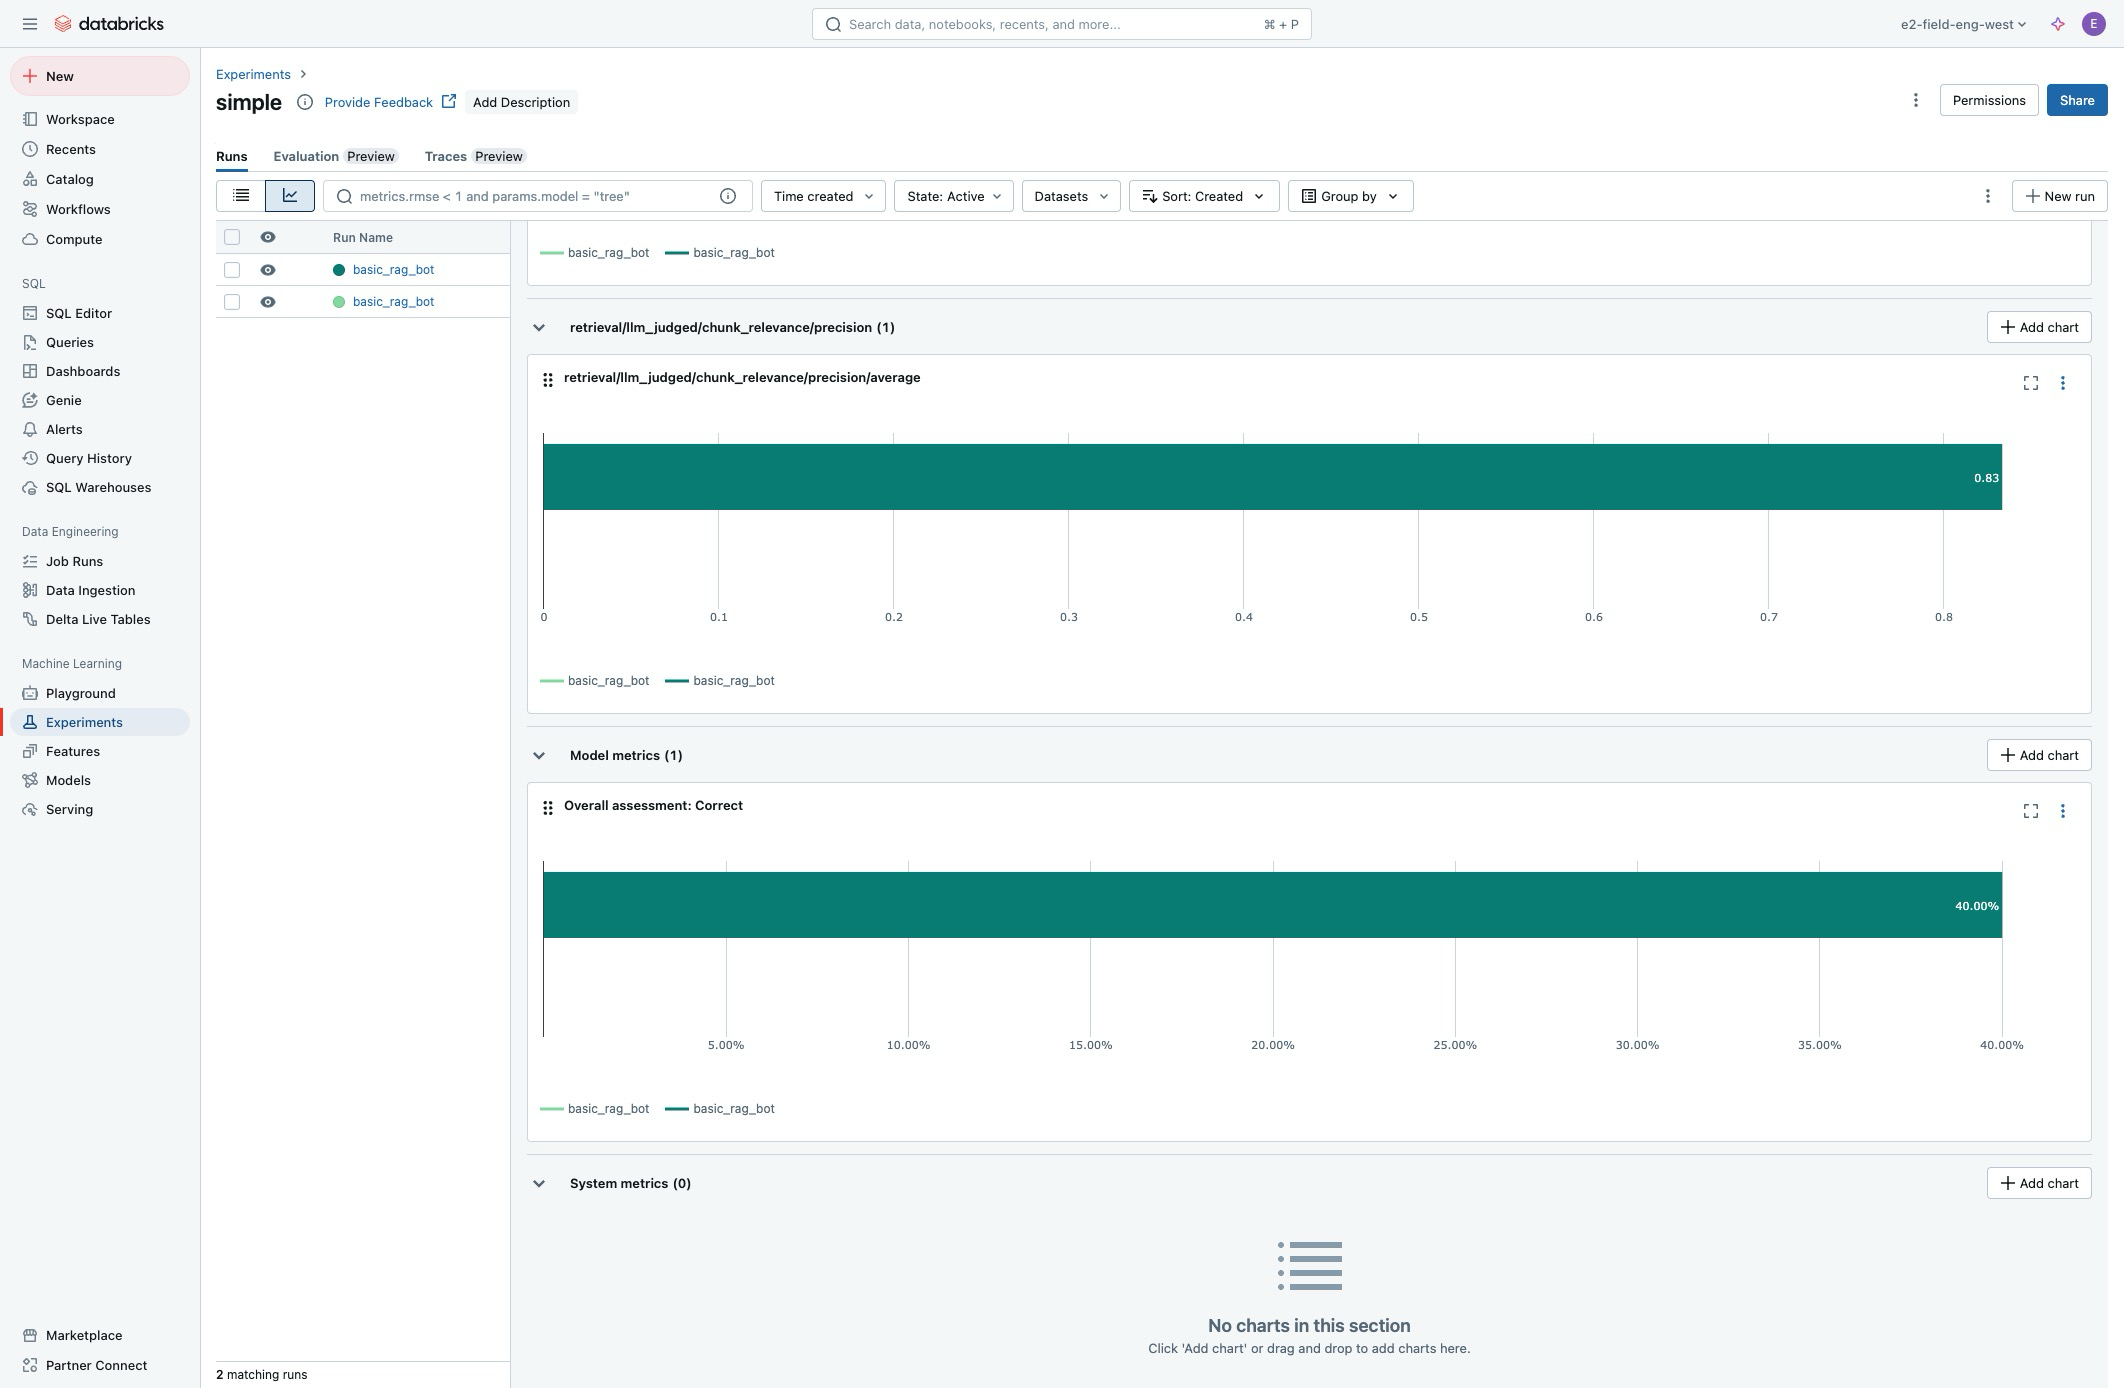 databricks
Search data, notebooks, recents, and more...
⌘ + P
e2-field-eng-west
E
New
Workspace
Recents
Catalog
Workflows
Compute
SQL
SQL Editor
Queries
Dashboards
Genie
Alerts
Query History
SQL Warehouses
Data Engineering
Job Runs
Data Ingestion
Delta Live Tables
Machine Learning
Playground
Experiments
Features
Models
Serving
Marketplace
Partner Connect
Experiments
simple
Provide Feedback
Add Description
Permissions
Share
Runs
Evaluation Preview
Traces Preview
metrics.rmse < 1 and params.model = "tree"
Time created
State: Active
Datasets
Sort: Created
Group by
New run
Run Name
basic_rag_bot
basic_rag_bot
2 matching runs
basic_rag_bot basic_rag_bot
retrieval/llm_judged/chunk_relevance/precision (1)
Add chart
retrieval/llm_judged/chunk_relevance/precision/average
0.83
0 0.1 0.2 0.3 0.4 0.5 0.6 0.7 0.8
basic_rag_bot basic_rag_bot
Model metrics (1)
Add chart
Overall assessment: Correct
40.00%
5.00% 10.00% 15.00% 20.00% 25.00% 30.00% 35.00% 40.00%
basic_rag_bot basic_rag_bot
System metrics (0)
Add chart
No charts in this section
Click 'Add chart' or drag and drop to add charts here.